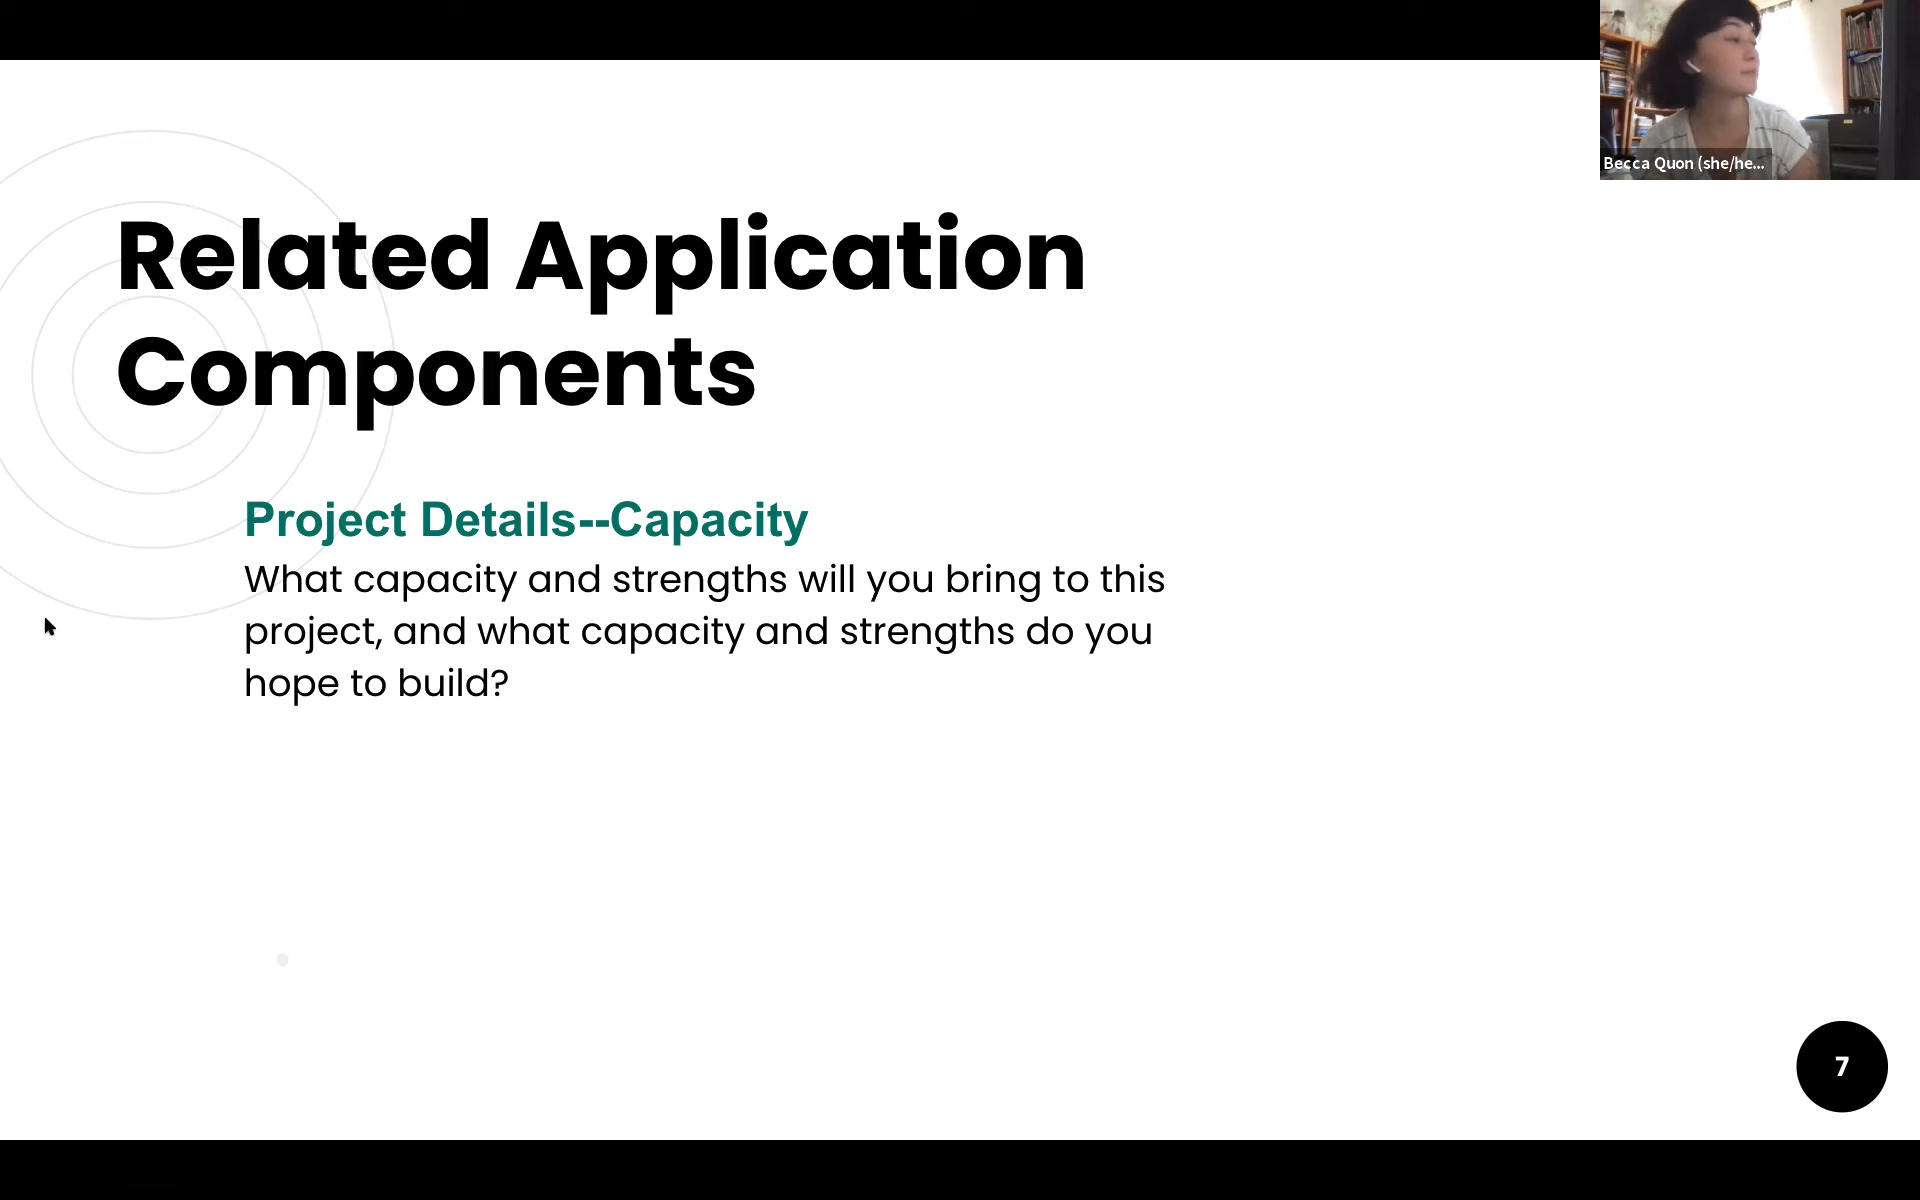 Becca Quon (she/he...
Related Application
Components
Project Details--Capacity
What capacity and strengths will you bring to this
project, and what capacity and strengths do you
hope to build?
7